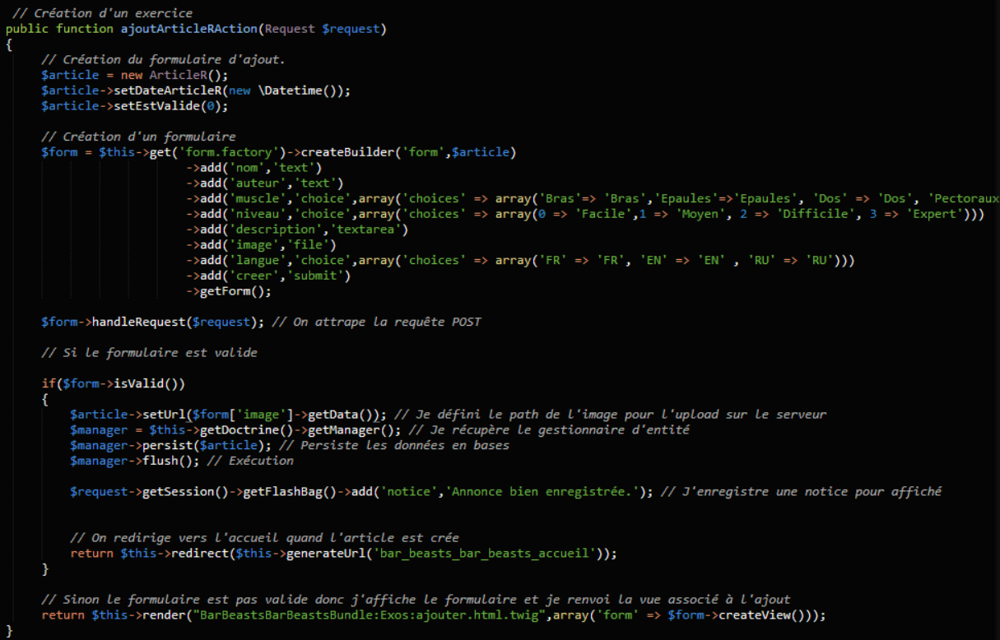 // Création d'un exercice
public function ajoutArticleRAction(Request $request)
{
// Création du formulaire d'ajout.
$article = new ArticleR();
$article->setDateArticleR(new \Datetime());
$article->setEstValide(0);
// Création d'un formulaire
$form = $this->get('form.factory')->createBuilder('form',$article)
->add('nom','text')
->add('auteur','text')
->add('muscle','choice',array('choices' => array('Bras'=> 'Bras','Epaules'=>'Epaules', 'Dos' => 'Dos', 'Pectoraux
->add('niveau','choice',array('choices' => array(0 => 'Facile',1 => 'Moyen', 2 => 'Difficile', 3 => 'Expert')))
->add('description','textarea')
->add('image','file')
->add('langue','choice',array('choices' => array('FR' => 'FR', 'EN' => 'EN' , 'RU' => 'RU')))
->add('creer','submit')
->getForm();
$form->handleRequest($request); // On attrape la requête POST
// Si le formulaire est valide
if($form->isValid())
{
$article->setUrl($form['image']->getData()); // Je défini le path de l'image pour l'upload sur le serveur
$manager = $this->getDoctrine()->getManager(); // Je récupère le gestionnaire d'entité
$manager->persist($article); // Persiste les données en bases
$manager->flush(); // Exécution
$request->getSession()->getFlashBag()->add('notice','Annonce bien enregistrée.'); // J'enregistre une notice pour affiché
// On redirige vers l'accueil quand l'article est crée
return $this->redirect($this->generateUrl('bar_beasts_bar_beasts_accueil'));
}
// Sinon le formulaire est pas valide donc j'affiche le formulaire et je renvoi la vue associé à l'ajout
return $this->render("BarBeastsBarBeastsBundle:Exos:ajouter.html.twig",array('form' => $form->createView()));
}